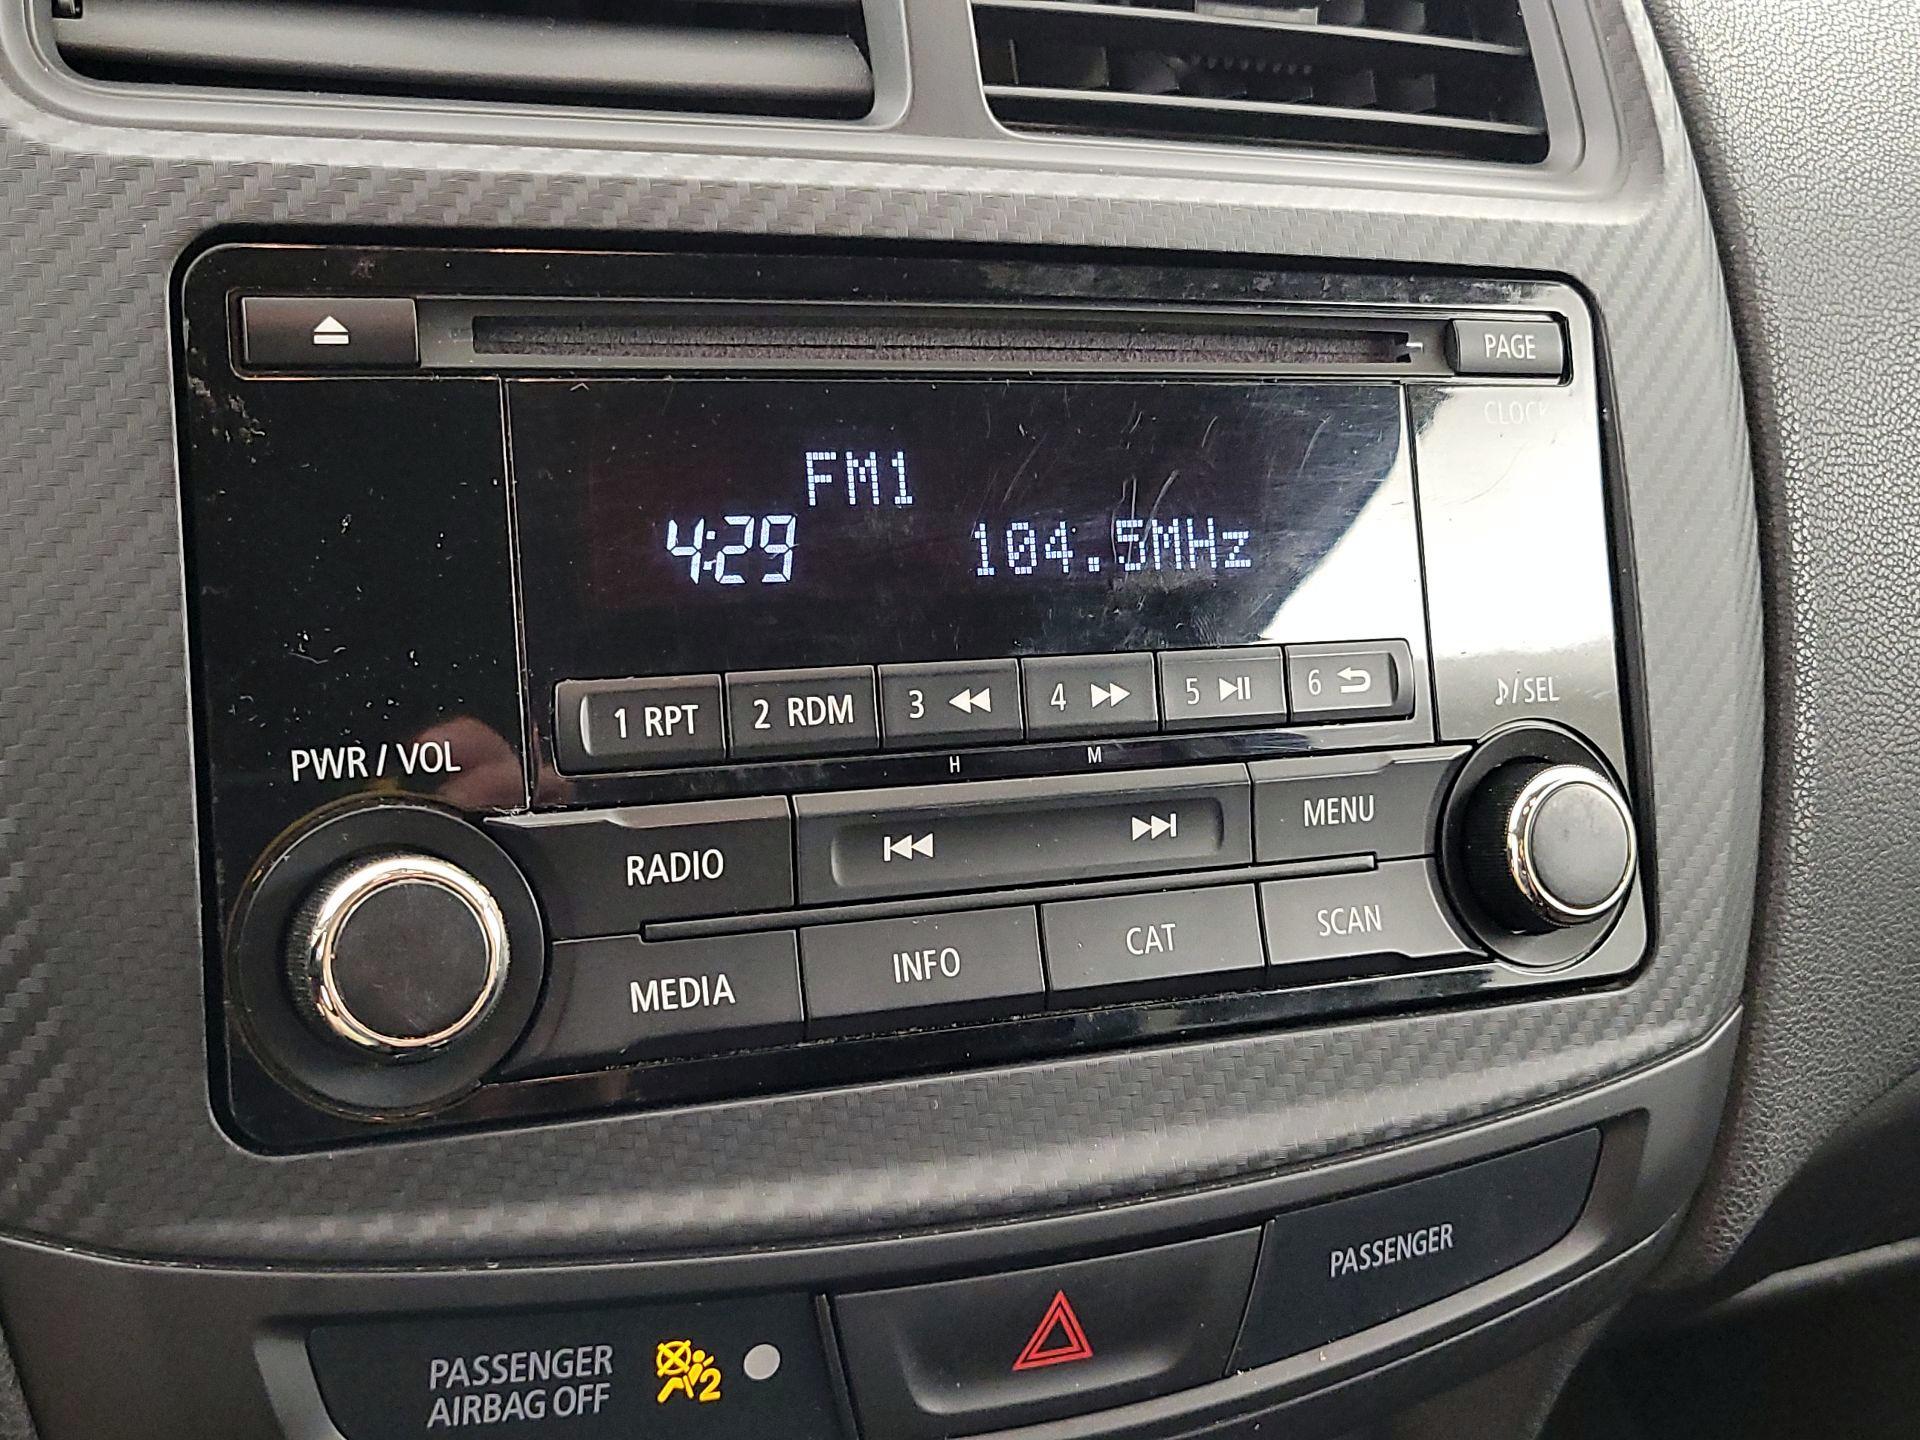 PAGE
CLOCK
FM1
4:29 104.5MHz
♪/SEL
1 RPT 2 RDM 3 4 5 6
H M
PWR / VOL
RADIO MENU
MEDIA INFO CAT SCAN
PASSENGER
PASSENGER
AIRBAG OFF
2